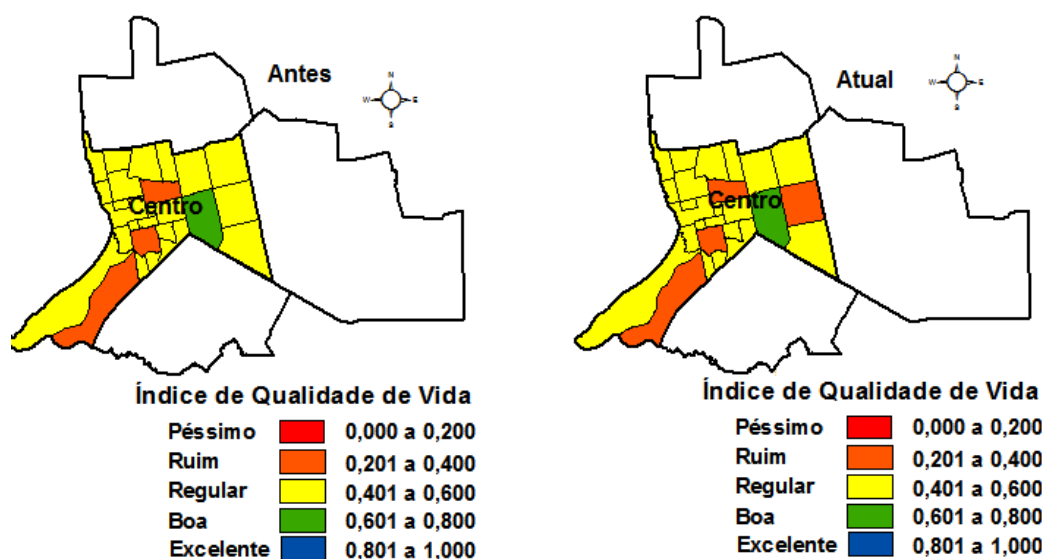 Antes
N
W
E
S
Centro
Índice de Qualidade de Vida
Péssimo 0,000 a 0,200
Ruim 0,201 a 0,400
Regular 0,401 a 0,600
Boa 0,601 a 0,800
Excelente 0,801 a 1,000
Atual
N
W
E
S
Centro
Índice de Qualidade de Vida
Péssimo 0,000 a 0,200
Ruim 0,201 a 0,400
Regular 0,401 a 0,600
Boa 0,601 a 0,800
Excelente 0,801 a 1,000